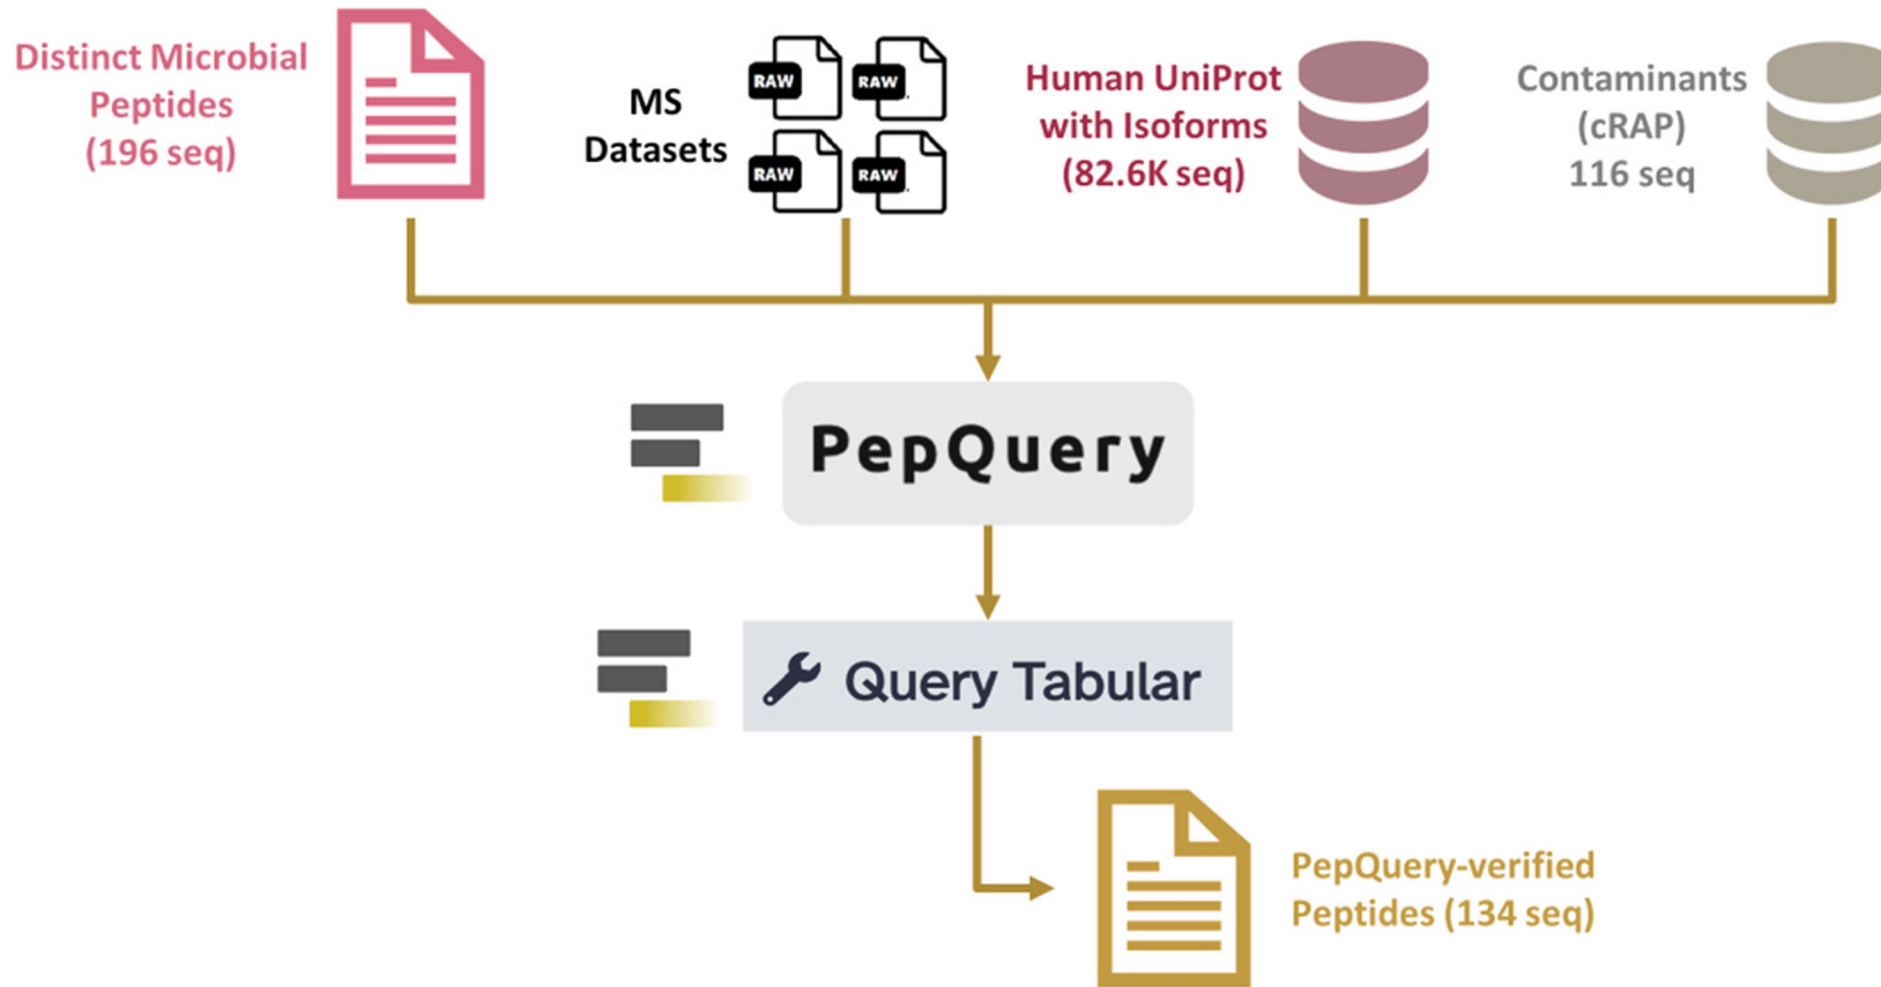 Distinct Microbial
Peptides
(196 seq)
MS
Datasets
RAW
RAW
RAW
RAW
Human UniProt
with Isoforms
(82.6K seq)
Contaminants
(cRAP)
116 seq
PepQuery
Query Tabular
PepQuery-verified
Peptides (134 seq)